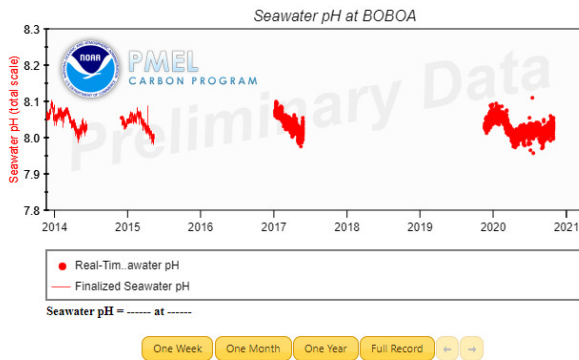 Seawater pH at BOBOA
8.3
8.2
8.1
8.0
7.9
7.8
Seawater pH (total scale)
NOAA
PMEL
CARBON PROGRAM
Preliminary Data
2014 2015 2016 2017 2018 2019 2020 2021
Real-Tim..awater pH
Finalized Seawater pH
Seawater pH = ------ at ------
One Week One Month One Year Full Record ← →